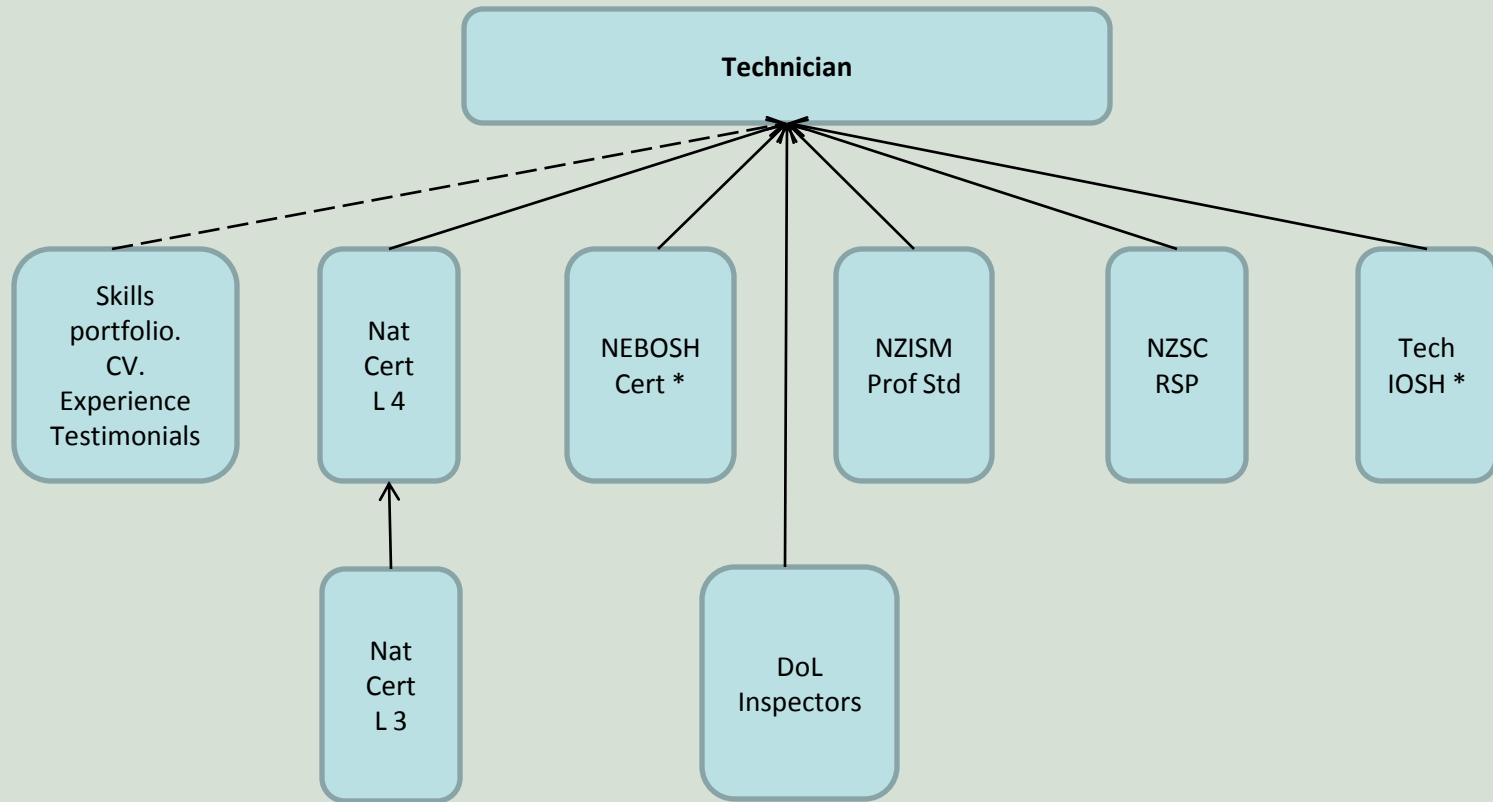 Technician
Skills
portfolio.
CV.
Experience
Testimonials
Nat
Cert
L 4
NEBOSH
Cert *
NZISM
Prof Std
NZSC
RSP
Tech
IOSH *
Nat
Cert
L 3
DoL
Inspectors